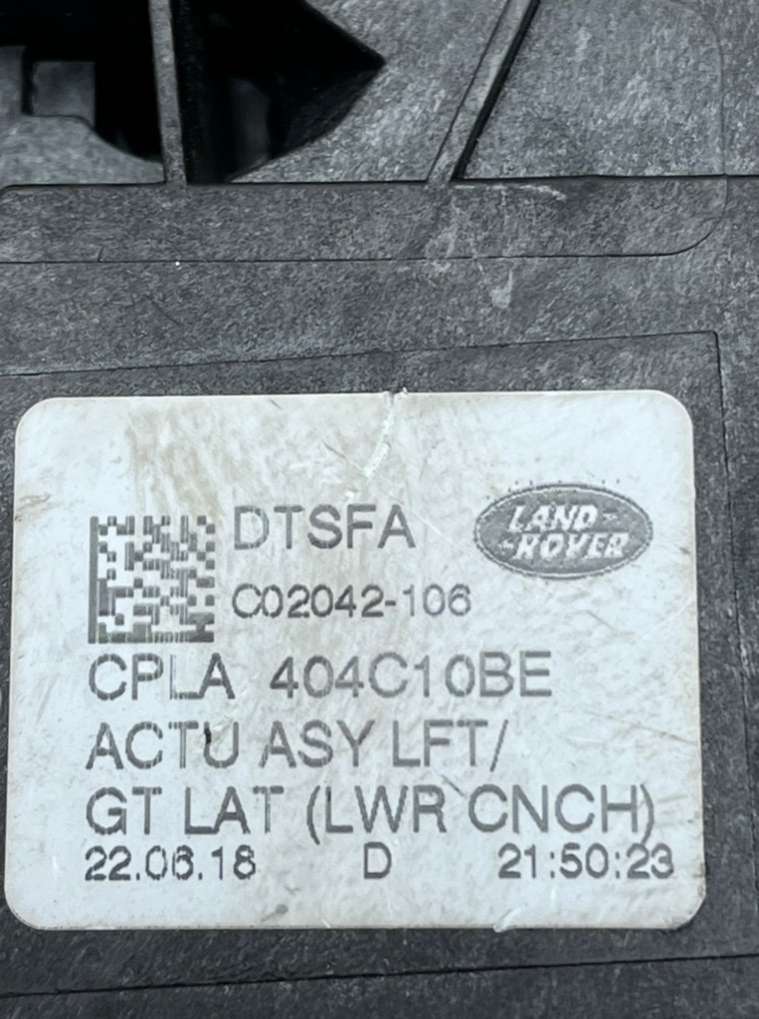 DTSFA
LAND-
-ROVER
C02042-106
CPLA 404C10BE
ACTU ASY LFT/
GT LAT (LWR CNCH)
22.06.18 D 21:50:23